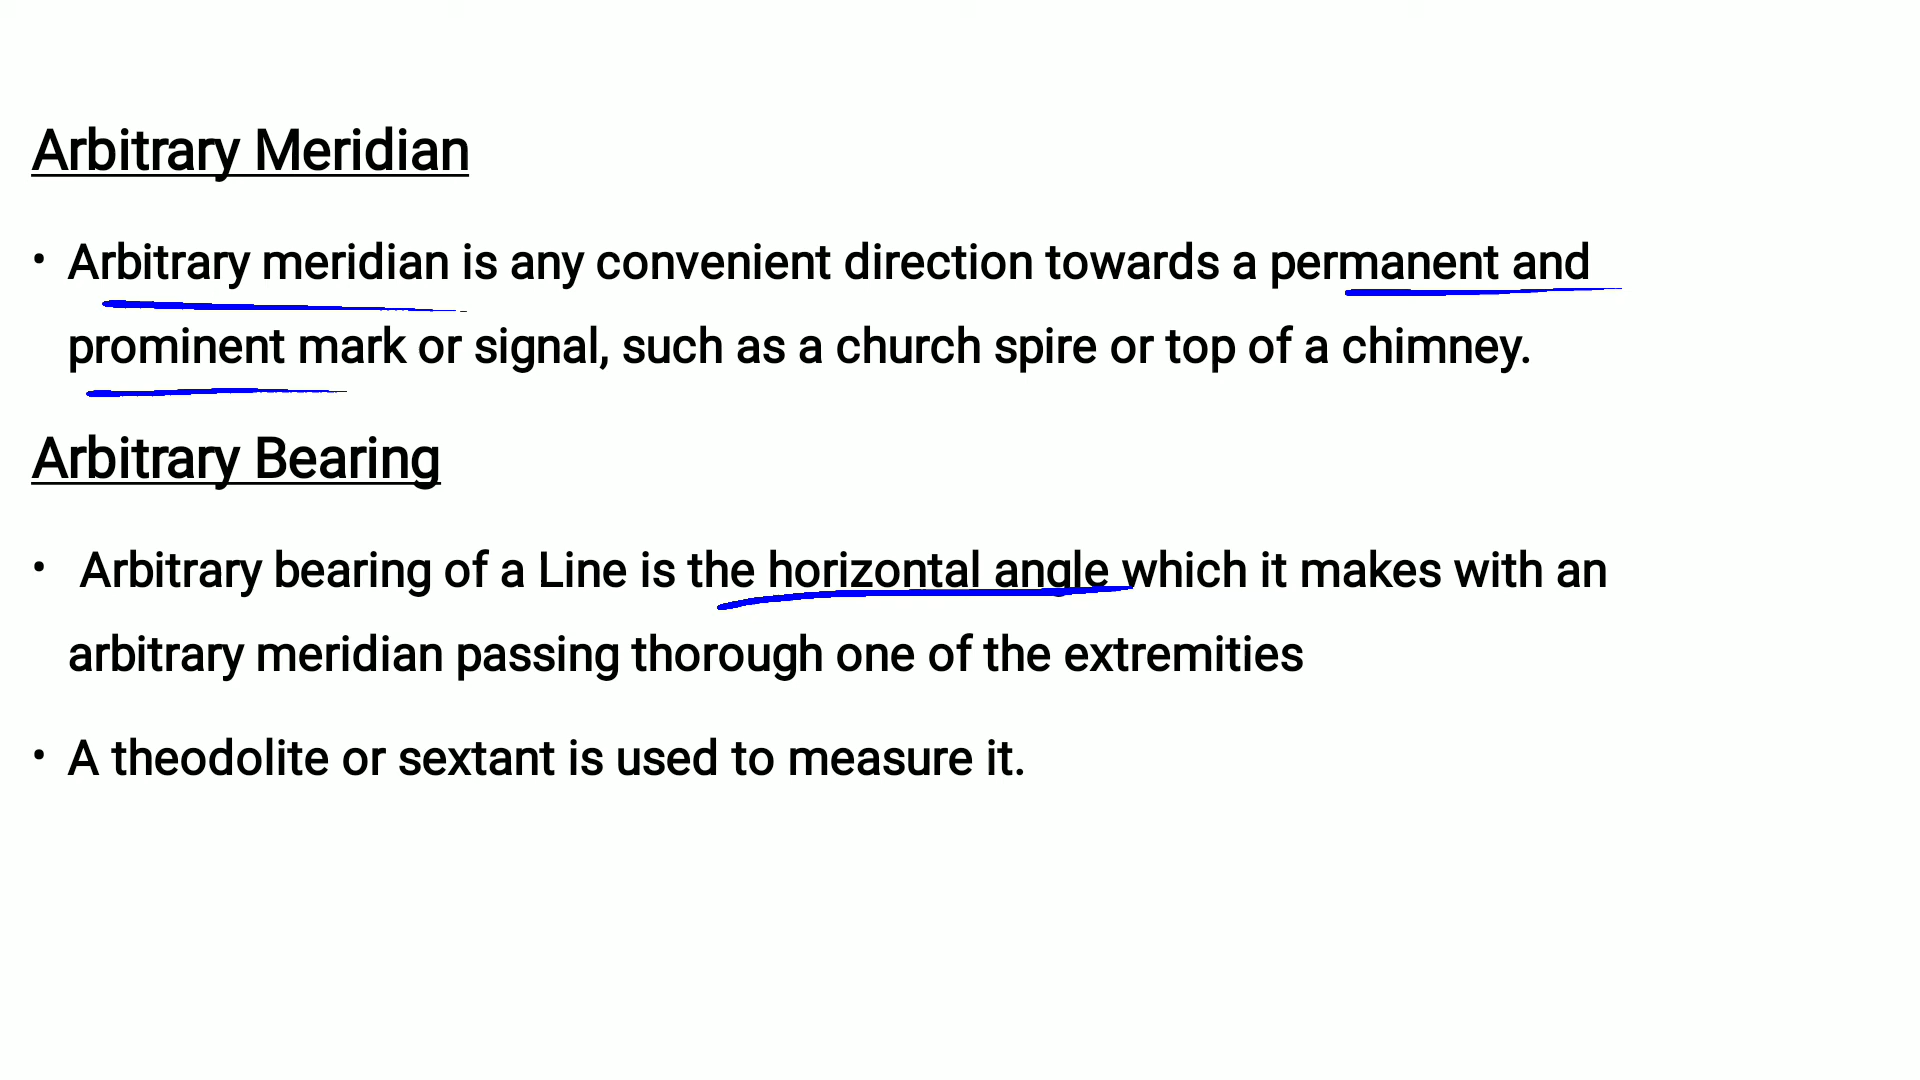 Arbitrary Meridian
• Arbitrary meridian is any convenient direction towards a permanent and
prominent mark or signal, such as a church spire or top of a chimney.
Arbitrary Bearing
• Arbitrary bearing of a Line is the horizontal angle which it makes with an
arbitrary meridian passing thorough one of the extremities
• A theodolite or sextant is used to measure it.